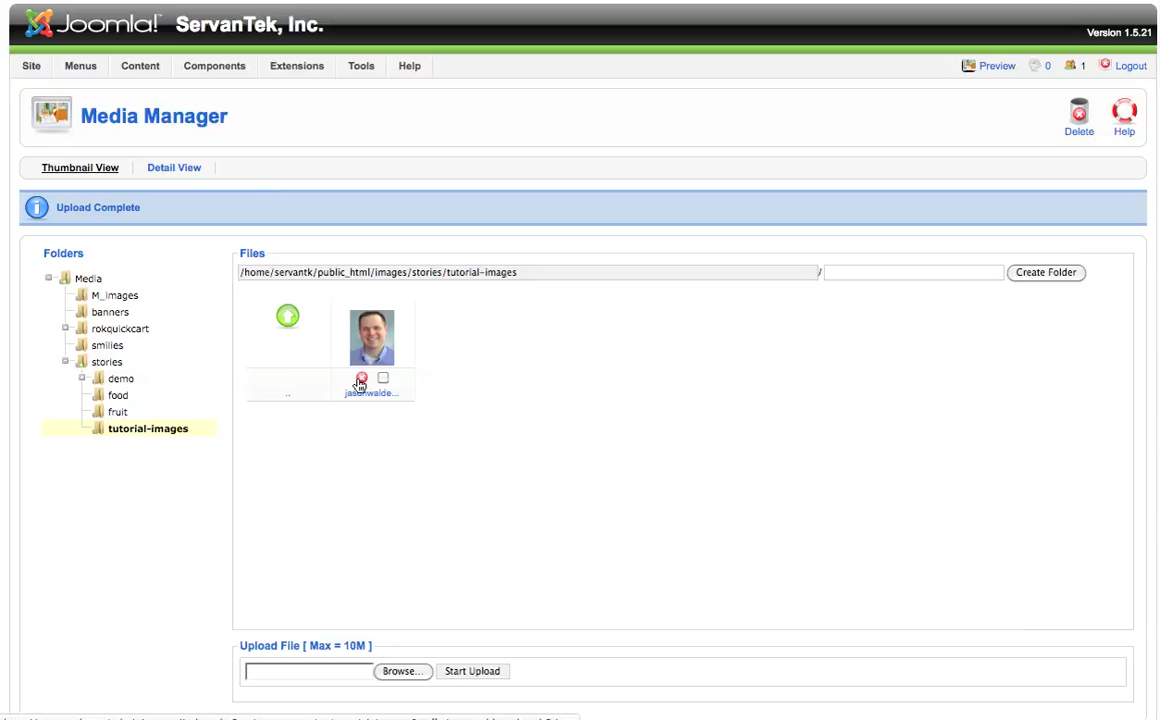 Joomla! ServanTek, Inc.
Version 1.5.21
Site Menus Content Components Extensions Tools Help Preview 0 1 Logout
Media Manager
Delete Help
Thumbnail View Detail View
Upload Complete
Folders
Media
M_images
banners
rokquickcart
smilies
stories
demo
food
fruit
tutorial-images
Files
/home/servantk/public_html/images/stories/tutorial-images / Create Folder
.. jasonwalde...
Upload File [ Max = 10M ]
Browse... Start Upload